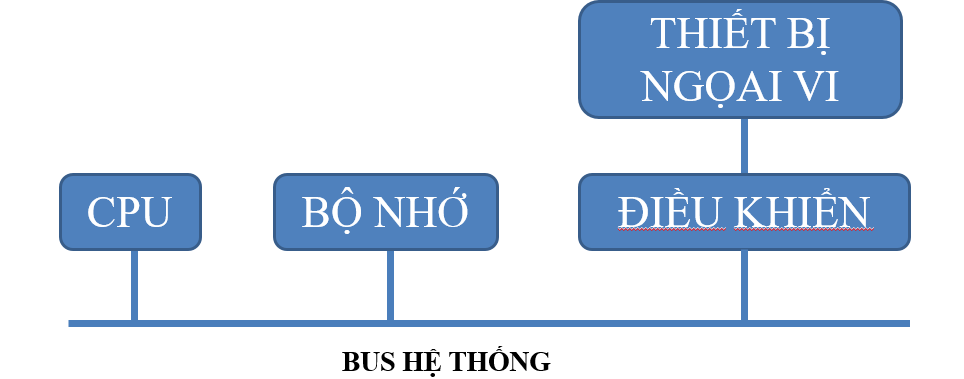 THIẾT BỊ
NGỌAI VI
CPU
BỘ NHỚ
ĐIỀU KHIỂN
BUS HỆ THỐNG